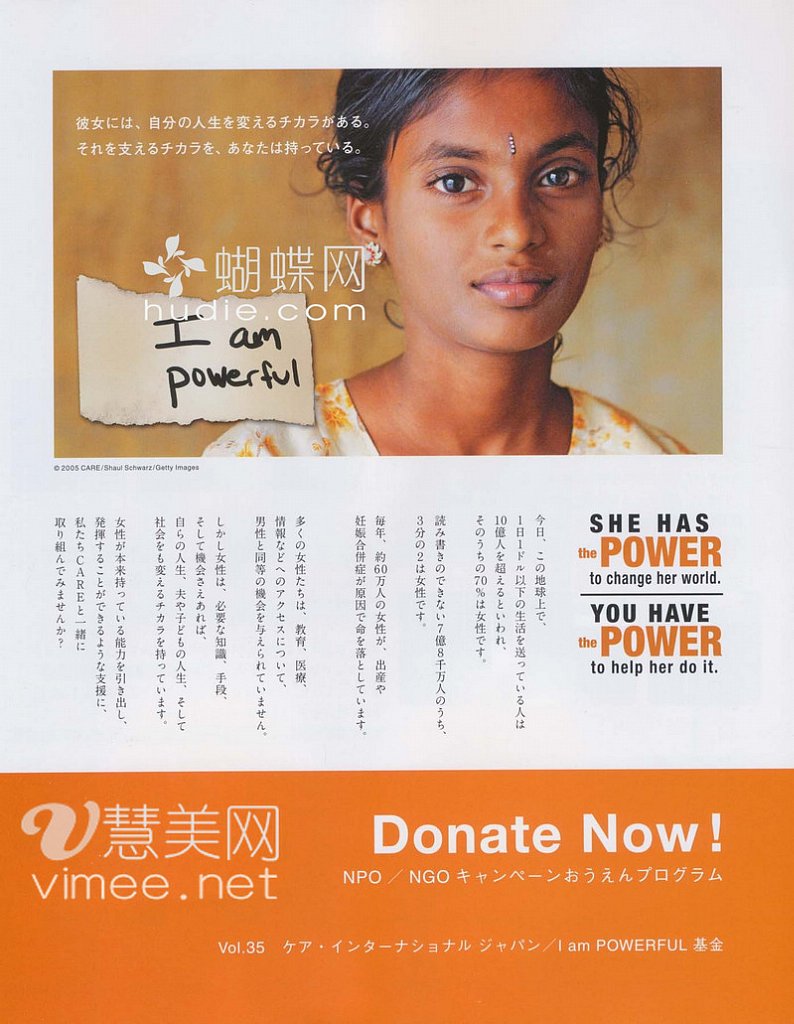 彼女には、自分の人生を変えるチカラがある。
それを支えるチカラを、あなたは持っている。
蝴蝶网
hudie.com
I am
powerful
© 2005 CARE/Shaul Schwarz/Getty Images
SHE HAS
the POWER
to change her world.
YOU HAVE
the POWER
to help her do it.
今日、この地球上で、
1日1ドル以下の生活を送っている人は
10億人を超えるといわれ、
そのうちの70%は女性です。
読み書きのできない7億8千万人のうち、
3分の2は女性です。
毎年、約60万人の女性が、出産や
妊娠合併症が原因で命を落としています。
多くの女性たちは、教育、医療、
情報などへのアクセスについて、
男性と同等の機会を与えられていません。
しかし女性は、必要な知識、手段、
そして機会さえあれば、
自らの人生、夫や子どもの人生、そして
社会をも変えるチカラを持っています。
女性が本来持っている能力を引き出し、
発揮することができるような支援に、
私たちCAREと一緒に
取り組んでみませんか?
v慧美网
vimee.net
Donate Now!
NPO/NGOキャンペーンおうえんプログラム
Vol.35 ケア・インターナショナル ジャパン/I am POWERFUL 基金